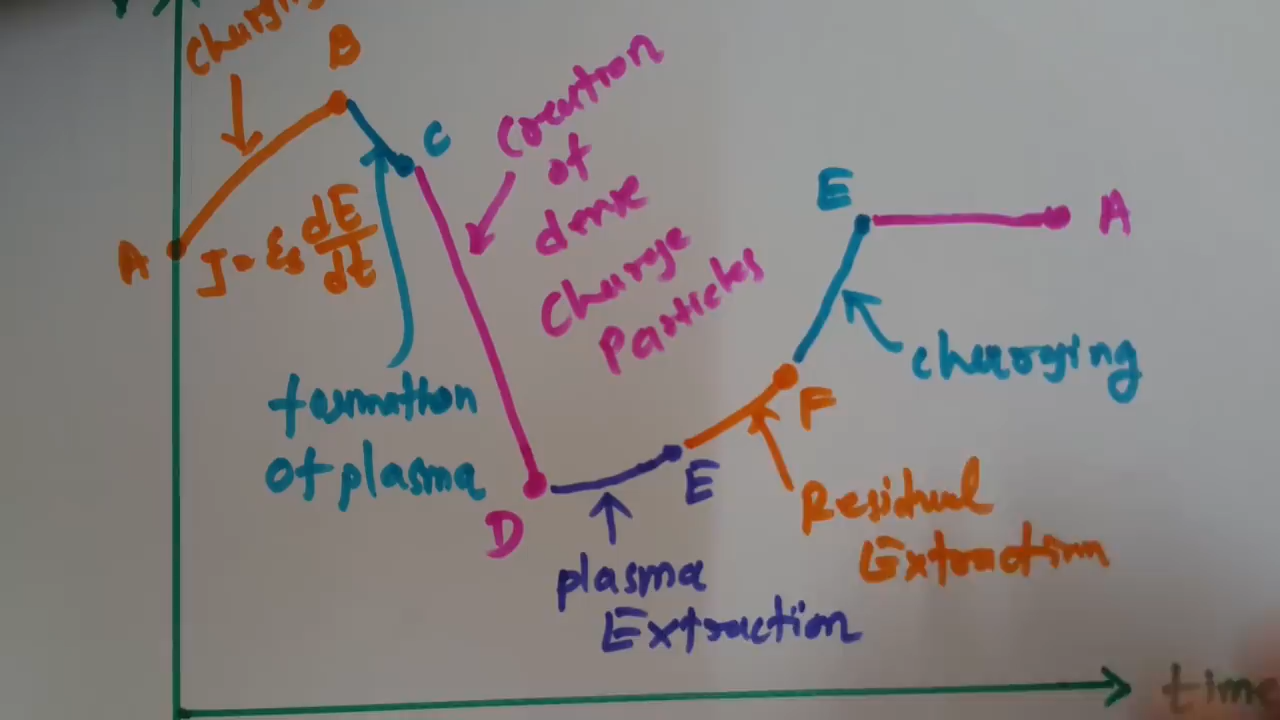 B
A
J = εs dE/dt
C
creation
of
dense
charge
particles
formation
of plasma
D
plasma
Extraction
E
Residual
Extraction
F
charging
E
A
time